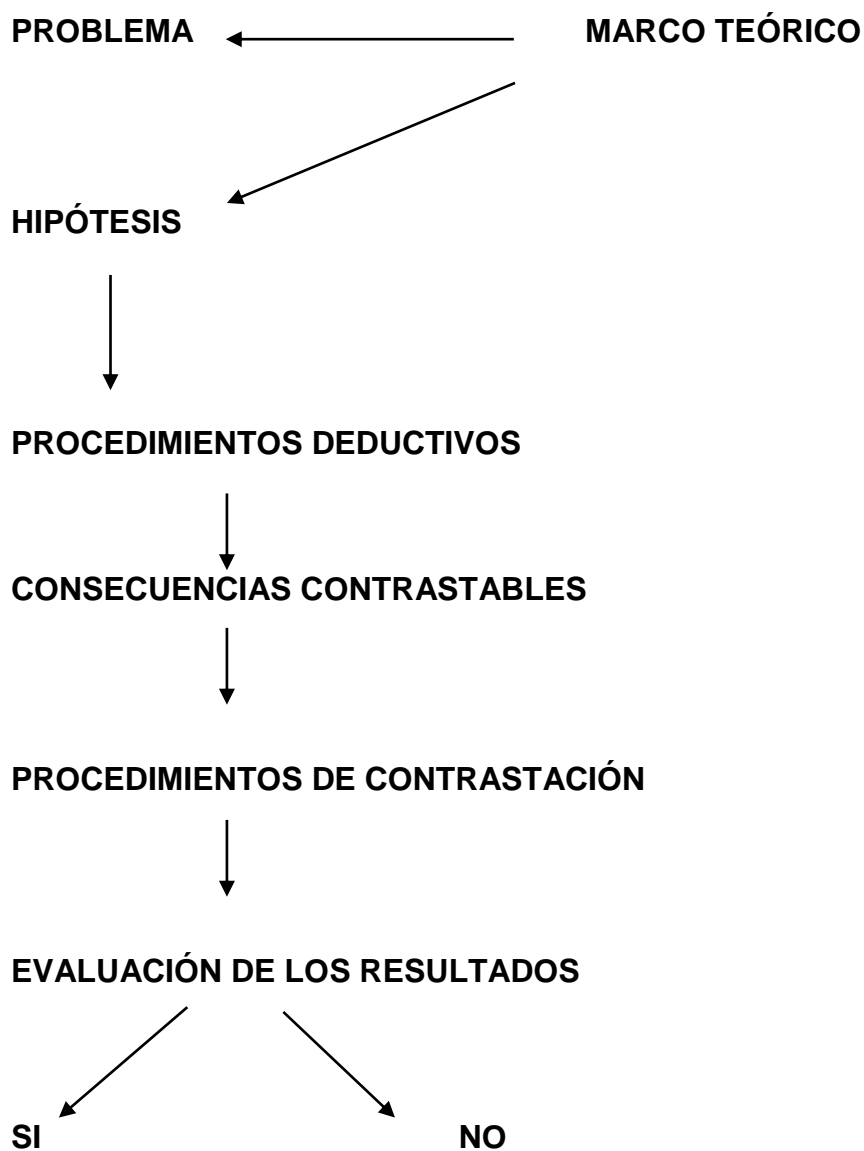 PROBLEMA MARCO TEÓRICO
HIPÓTESIS
PROCEDIMIENTOS DEDUCTIVOS
CONSECUENCIAS CONTRASTABLES
PROCEDIMIENTOS DE CONTRASTACIÓN
EVALUACIÓN DE LOS RESULTADOS
SI NO